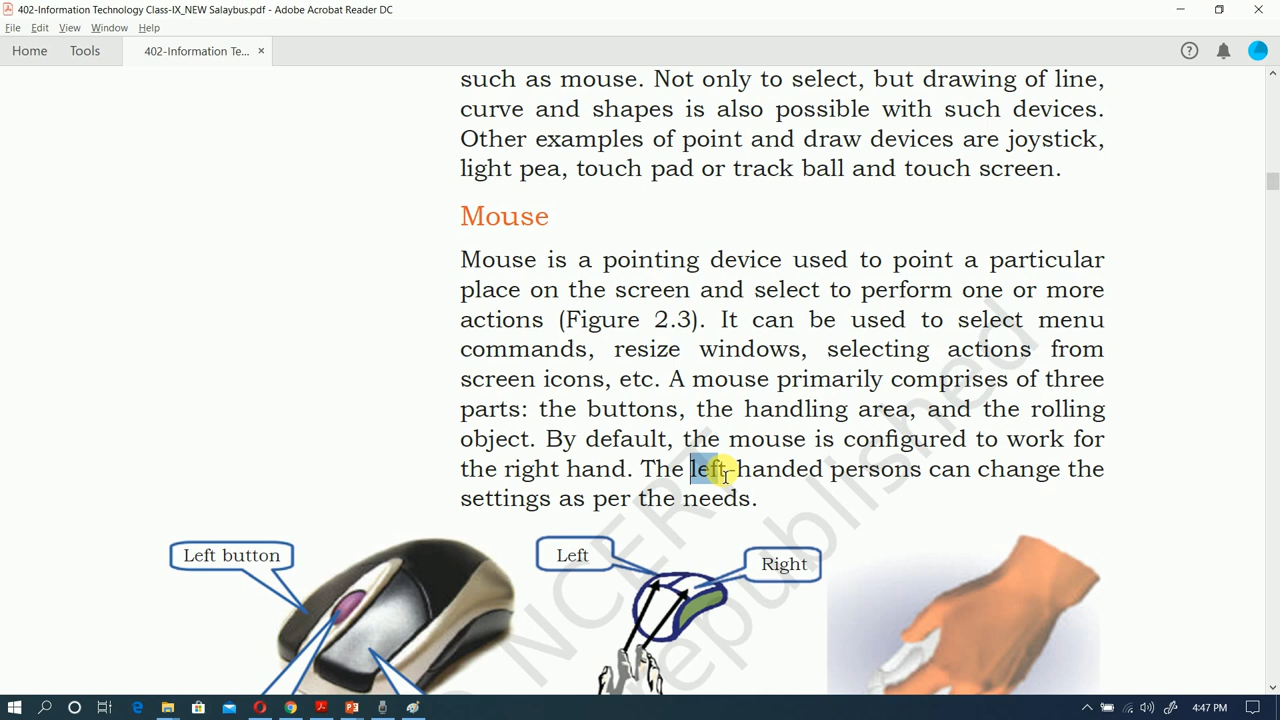 402-Information Technology Class-IX_NEW Salaybus.pdf - Adobe Acrobat Reader DC
File Edit View Window Help
Home Tools 402-Information Te... ×
such as mouse. Not only to select, but drawing of line,
curve and shapes is also possible with such devices.
Other examples of point and draw devices are joystick,
light pea, touch pad or track ball and touch screen.
Mouse
Mouse is a pointing device used to point a particular
place on the screen and select to perform one or more
actions (Figure 2.3). It can be used to select menu
commands, resize windows, selecting actions from
screen icons, etc. A mouse primarily comprises of three
parts: the buttons, the handling area, and the rolling
object. By default, the mouse is configured to work for
the right hand. The left-handed persons can change the
settings as per the needs.
Left button
Left
Right
NCERT
republished
4:47 PM